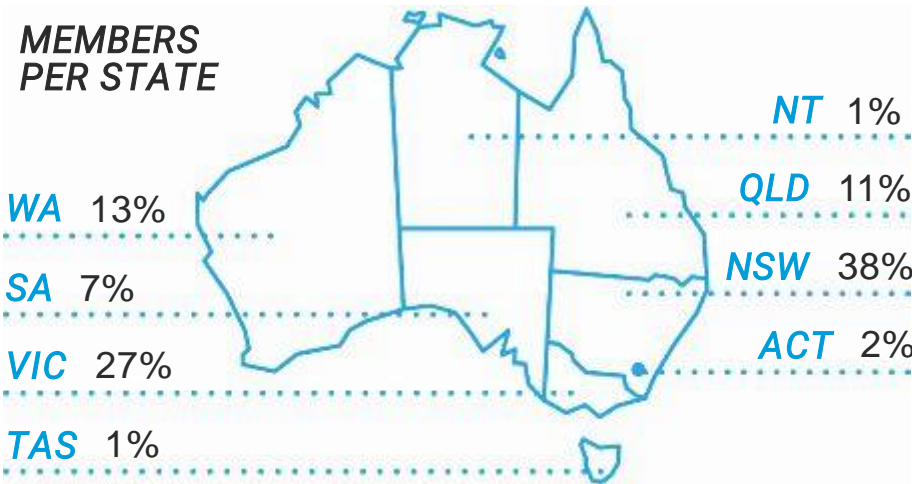 MEMBERS
PER STATE
NT 1%
QLD 11%
WA 13%
NSW 38%
SA 7%
ACT 2%
VIC 27%
TAS 1%